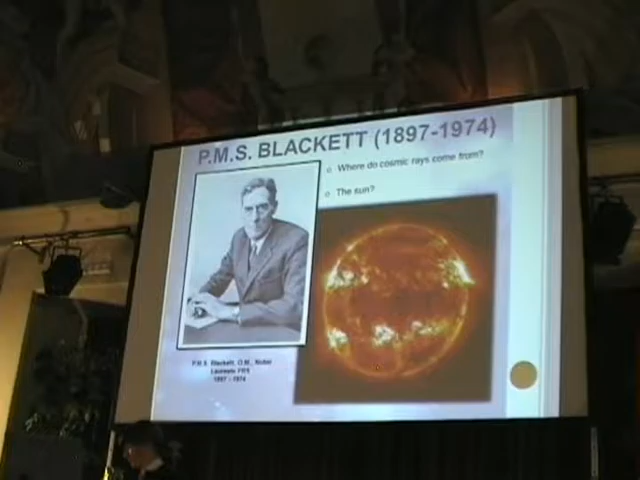 P.M.S. BLACKETT (1897-1974)
Where do cosmic rays come from?
The sun?
P.M.S. Blackett, O.M., Nobel
Laureate FRS
1897 - 1974